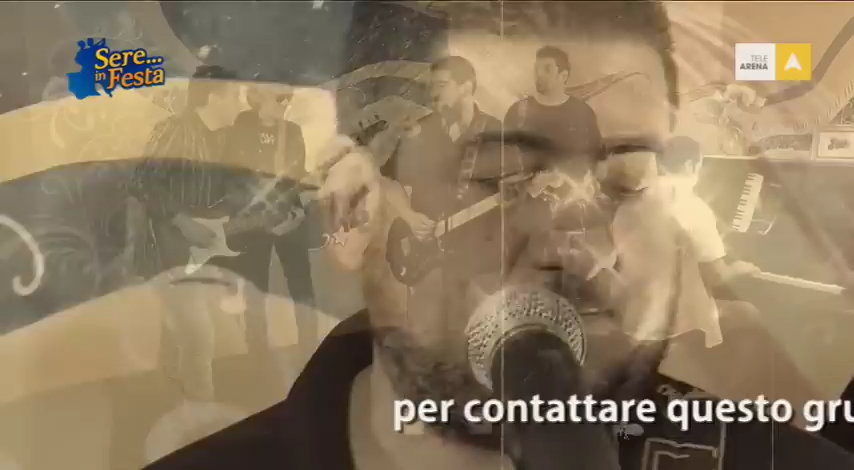 Sere...
in Festa
TELE
ARENA
per contattare questo gru